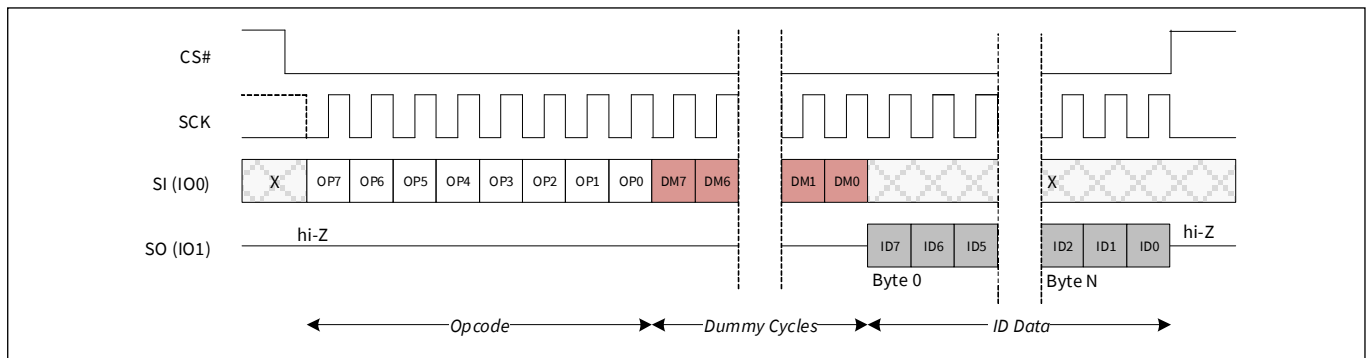 CS#
SCK
SI (IO0) X OP7 OP6 OP5 OP4 OP3 OP2 OP1 OP0 DM7 DM6 DM1 DM0 X
SO (IO1) hi-Z ID7 ID6 ID5 ID2 ID1 ID0 hi-Z
Byte 0 Byte N
Opcode Dummy Cycles ID Data